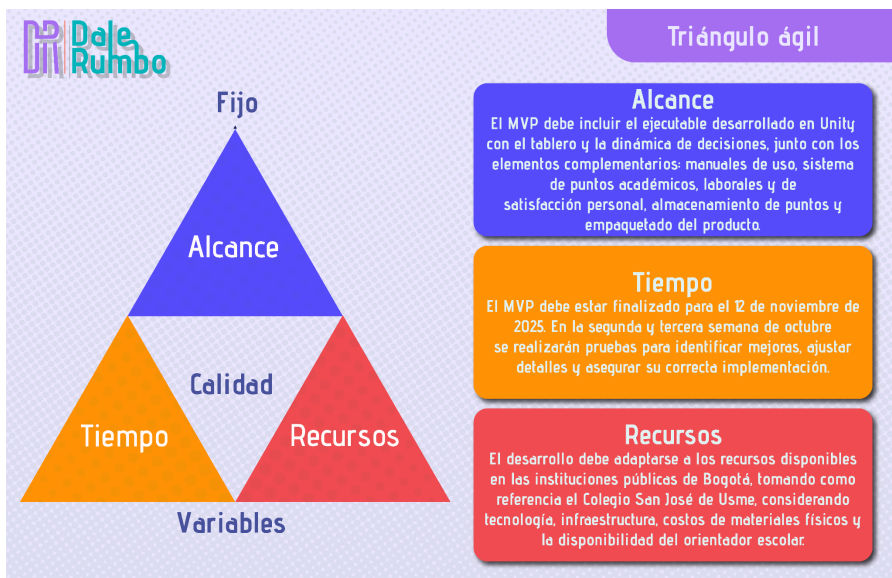 DR Dale
Rumbo
Triángulo ágil
Fijo
Alcance
Calidad
Tiempo
Recursos
Variables
Alcance
El MVP debe incluir el ejecutable desarrollado en Unity
con el tablero y la dinámica de decisiones, junto con los
elementos complementarios: manuales de uso, sistema
de puntos académicos, laborales y de
satisfacción personal, almacenamiento de puntos y
empaquetado del producto.
Tiempo
El MVP debe estar finalizado para el 12 de noviembre de
2025. En la segunda y tercera semana de octubre
se realizarán pruebas para identificar mejoras, ajustar
detalles y asegurar su correcta implementación.
Recursos
El desarrollo debe adaptarse a los recursos disponibles
en las instituciones públicas de Bogotá, tomando como
referencia el Colegio San José de Usme, considerando
tecnología, infraestructura, costos de materiales físicos y
la disponibilidad del orientador escolar.